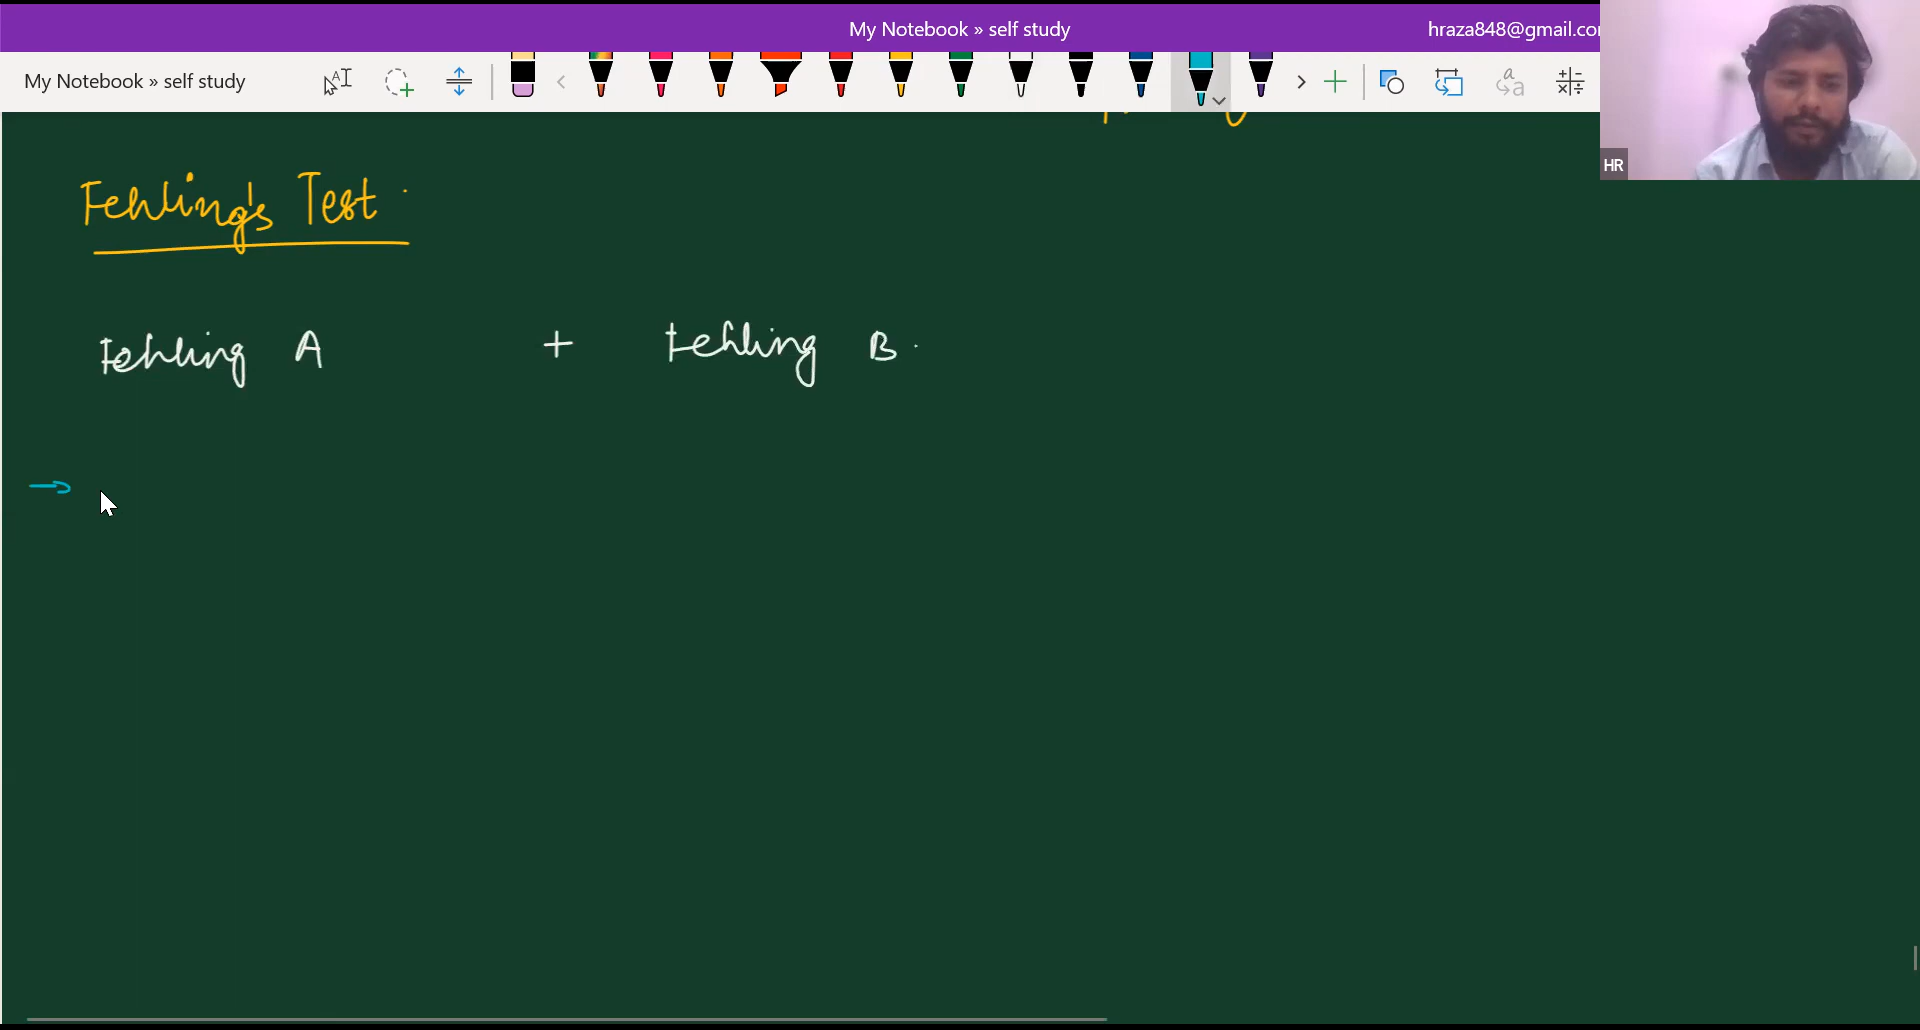 My Notebook » self study
hraza848@gmail.co
My Notebook » self study
HR
Fehling's Test.
Fehling A + Fehling B.
→